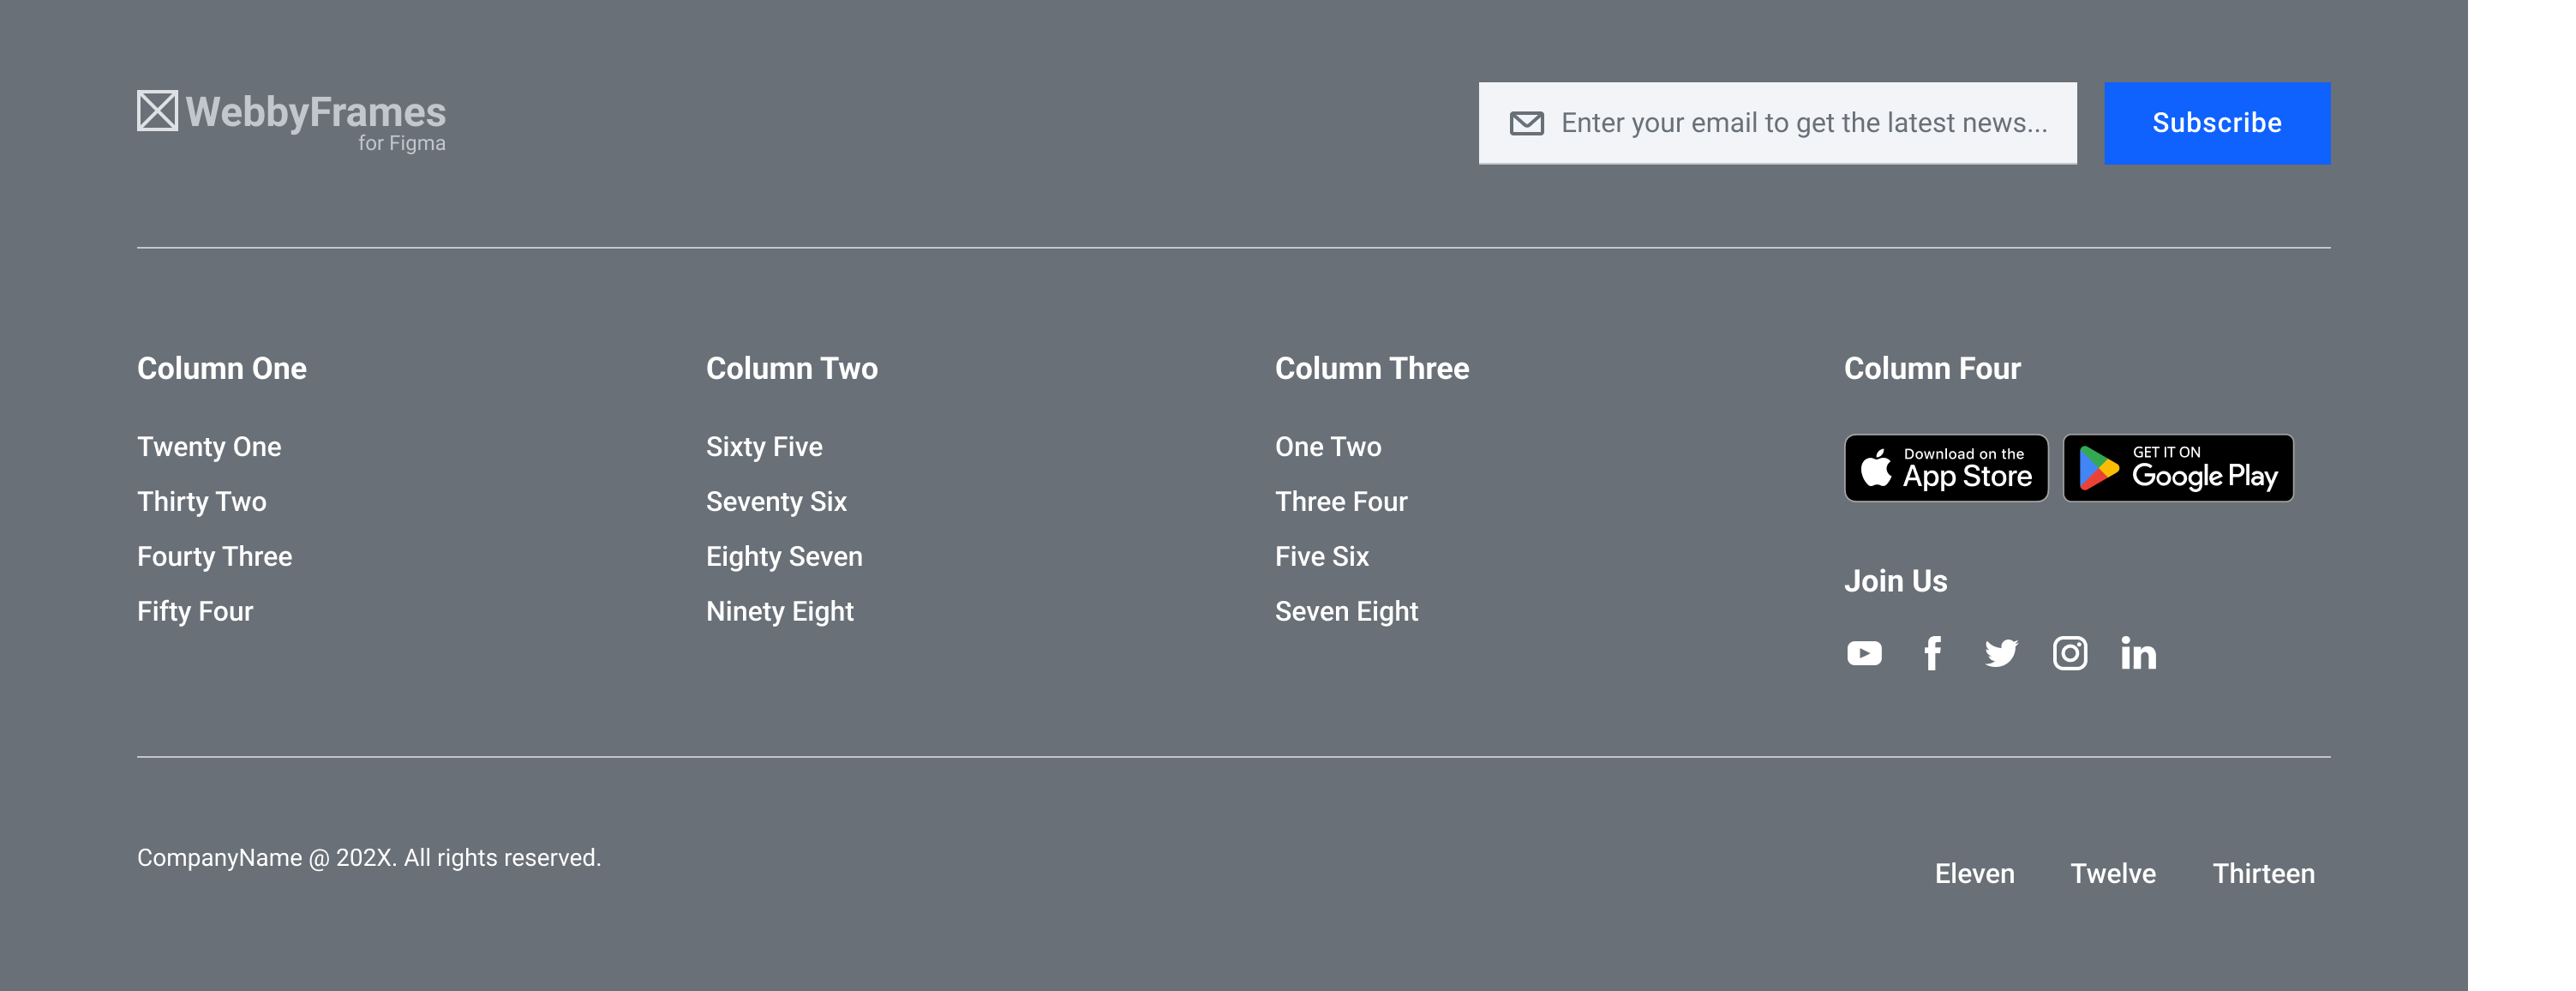 WebbyFrames
for Figma
Enter your email to get the latest news...
Subscribe
Column One
Twenty One
Thirty Two
Fourty Three
Fifty Four
Column Two
Sixty Five
Seventy Six
Eighty Seven
Ninety Eight
Column Three
One Two
Three Four
Five Six
Seven Eight
Column Four
Download on the
App Store
GET IT ON
Google Play
Join Us
CompanyName @ 202X. All rights reserved.
Eleven Twelve Thirteen